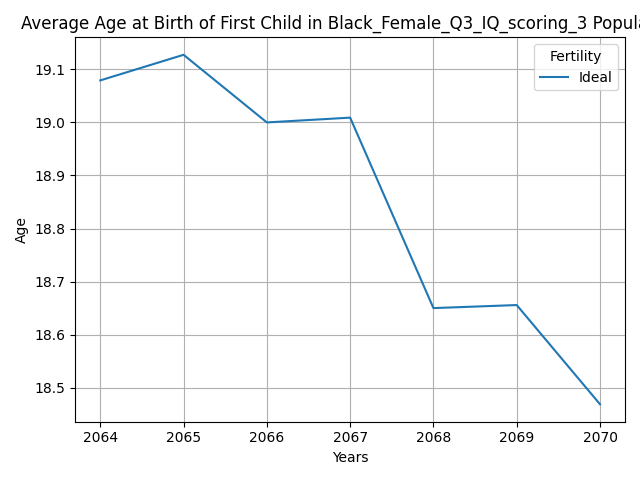 Average Age at Birth of First Child in Black_Female_Q3_IQ_scoring_3 Popula
Fertility
Ideal
19.1
19.0
18.9
18.8
18.7
18.6
18.5
Age
2064 2065 2066 2067 2068 2069 2070
Years